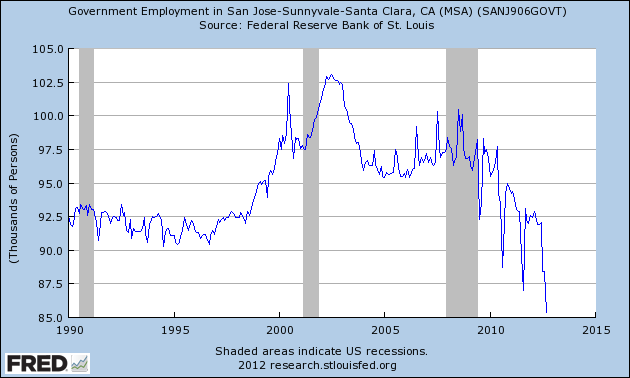 Government Employment in San Jose-Sunnyvale-Santa Clara, CA (MSA) (SANJ906GOVT)
Source: Federal Reserve Bank of St. Louis
105.0
102.5
100.0
97.5
95.0
92.5
90.0
87.5
85.0
(Thousands of Persons)
1990 1995 2000 2005 2010 2015
Shaded areas indicate US recessions.
2012 research.stlouisfed.org
FRED